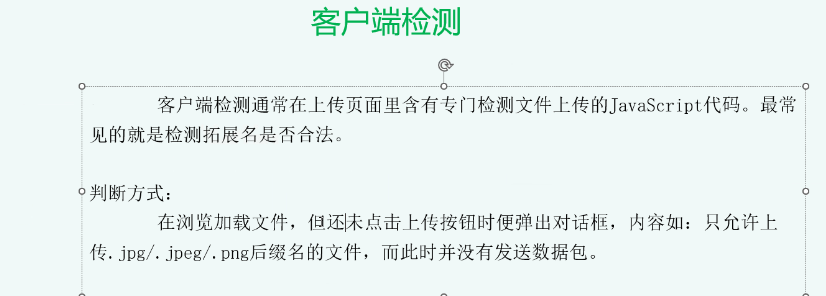 客户端检测
客户端检测通常在上传页面里含有专门检测文件上传的JavaScript代码。最常
见的就是检测拓展名是否合法。
判断方式：
在浏览加载文件，但还未点击上传按钮时便弹出对话框，内容如：只允许上
传.jpg/.jpeg/.png后缀名的文件，而此时并没有发送数据包。